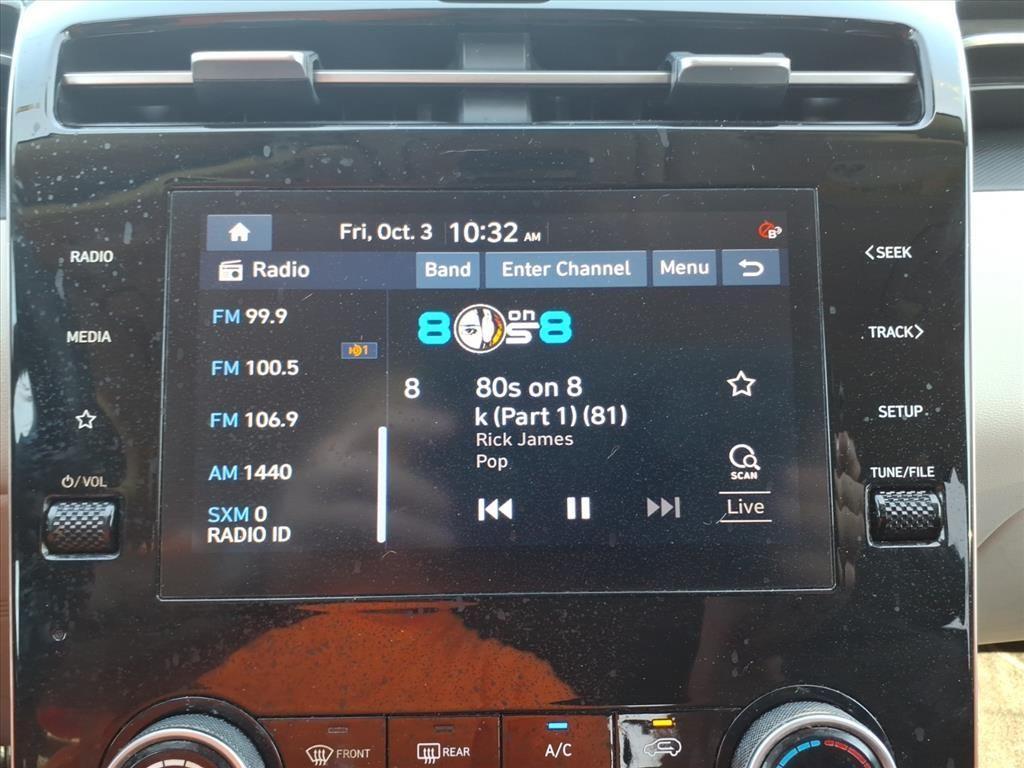 Fri, Oct. 3 10:32 AM
B
Radio Band Enter Channel Menu
FM 99.9
1
FM 100.5
FM 106.9
AM 1440
SXM 0
RADIO ID
80s on 8
8 80s on 8
k (Part 1) (81)
Rick James
Pop
SCAN
Live
RADIO
MEDIA
VOL
<SEEK
TRACK>
SETUP
TUNE/FILE
FRONT
REAR
A/C